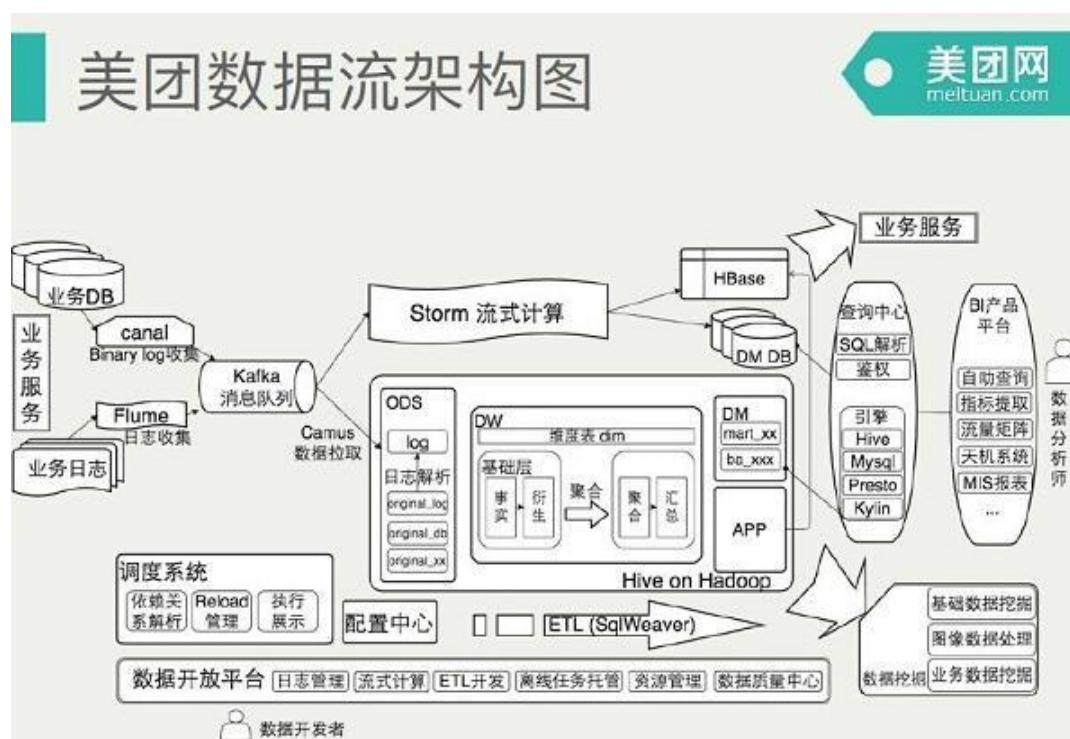 美团数据流架构图
美团网
meituan.com
业务服务
业务DB
canal
Binary log收集
Flume
日志收集
业务日志
Kafka
消息队列
Camus
数据拉取
Storm 流式计算
HBase
DM DB
业务服务
ODS
log
日志解析
original_log
original_db
original_xx
DW
维度表 dim
基础层
事实
衍生
聚合
聚合
汇总
DM
mart_xx
ba_xxx
APP
Hive on Hadoop
查询中心
SQL解析
鉴权
引擎
Hive
Mysql
Presto
Kylin
BI产品
平台
自助查询
指标提取
流量矩阵
天机系统
MIS报表
...
数据分析师
调度系统
依赖关
系解析
Reload
管理
执行
展示
配置中心
ETL (SqlWeaver)
数据挖掘
基础数据挖掘
图像数据处理
业务数据挖掘
数据开放平台
日志管理
流式计算
ETL开发
离线任务托管
资源管理
数据质量中心
数据开发者